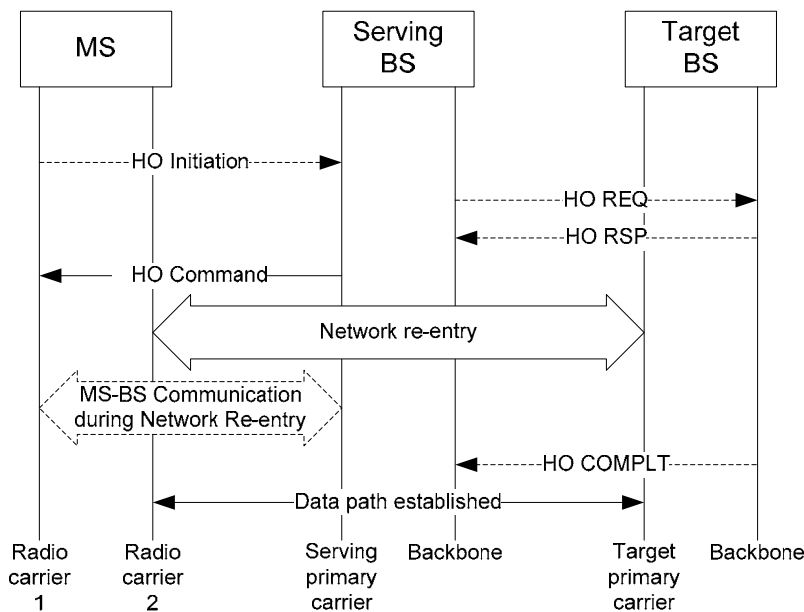 MS
Serving
BS
Target
BS
HO Initiation
HO REQ
HO RSP
HO Command
Network re-entry
MS-BS Communication
during Network Re-entry
HO COMPLT
Data path established
Radio
carrier
1
Radio
carrier
2
Serving
primary
carrier
Backbone
Target
primary
carrier
Backbone